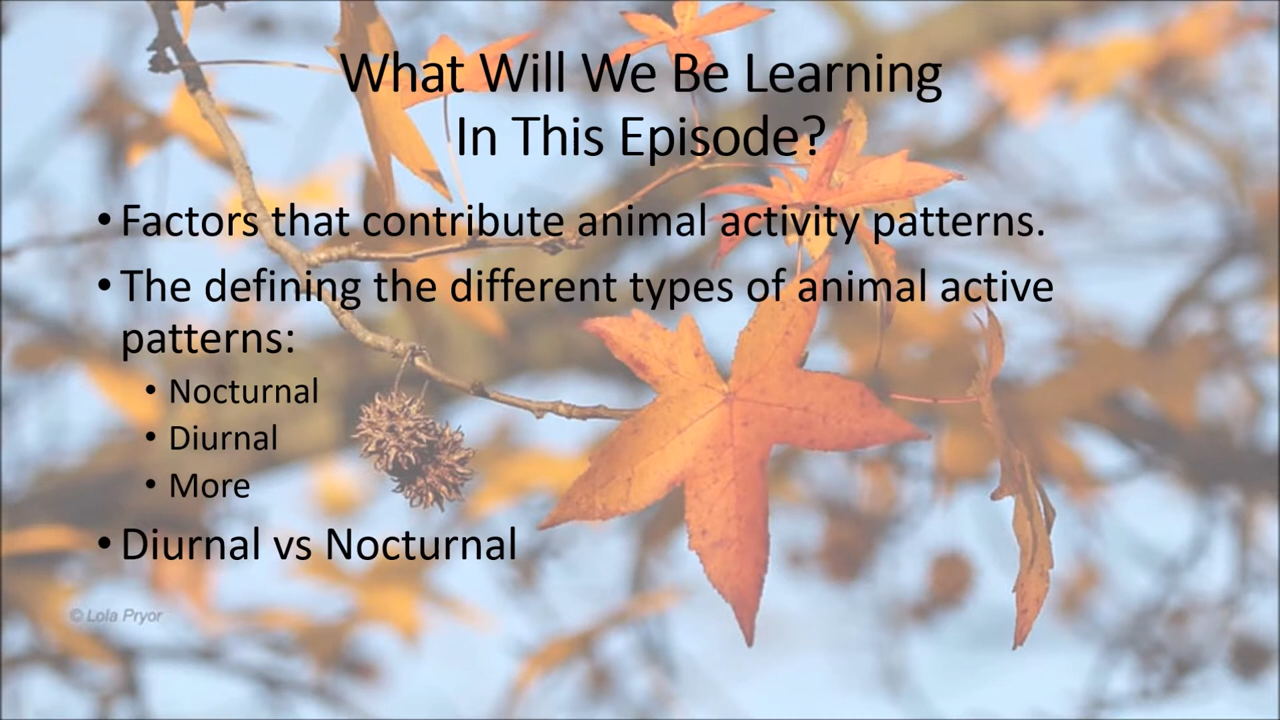 What Will We Be Learning
In This Episode?
• Factors that contribute animal activity patterns.
• The defining the different types of animal active
patterns:
• Nocturnal
• Diurnal
• More
• Diurnal vs Nocturnal
© Lola Pryor